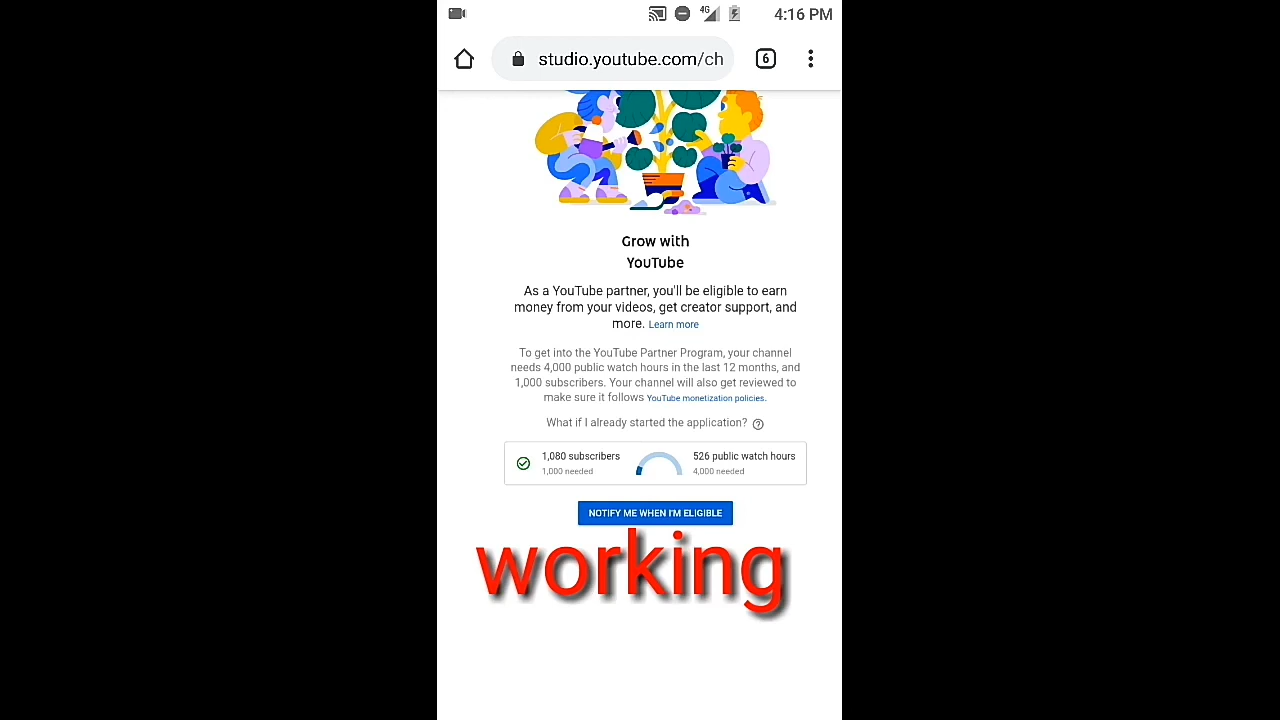 4G
4:16 PM
studio.youtube.com/ch
6
Grow with
YouTube
As a YouTube partner, you'll be eligible to earn
money from your videos, get creator support, and
more. Learn more
To get into the YouTube Partner Program, your channel
needs 4,000 public watch hours in the last 12 months, and
1,000 subscribers. Your channel will also get reviewed to
make sure it follows YouTube monetization policies.
What if I already started the application? ?
1,080 subscribers
1,000 needed
526 public watch hours
4,000 needed
NOTIFY ME WHEN I'M ELIGIBLE
working